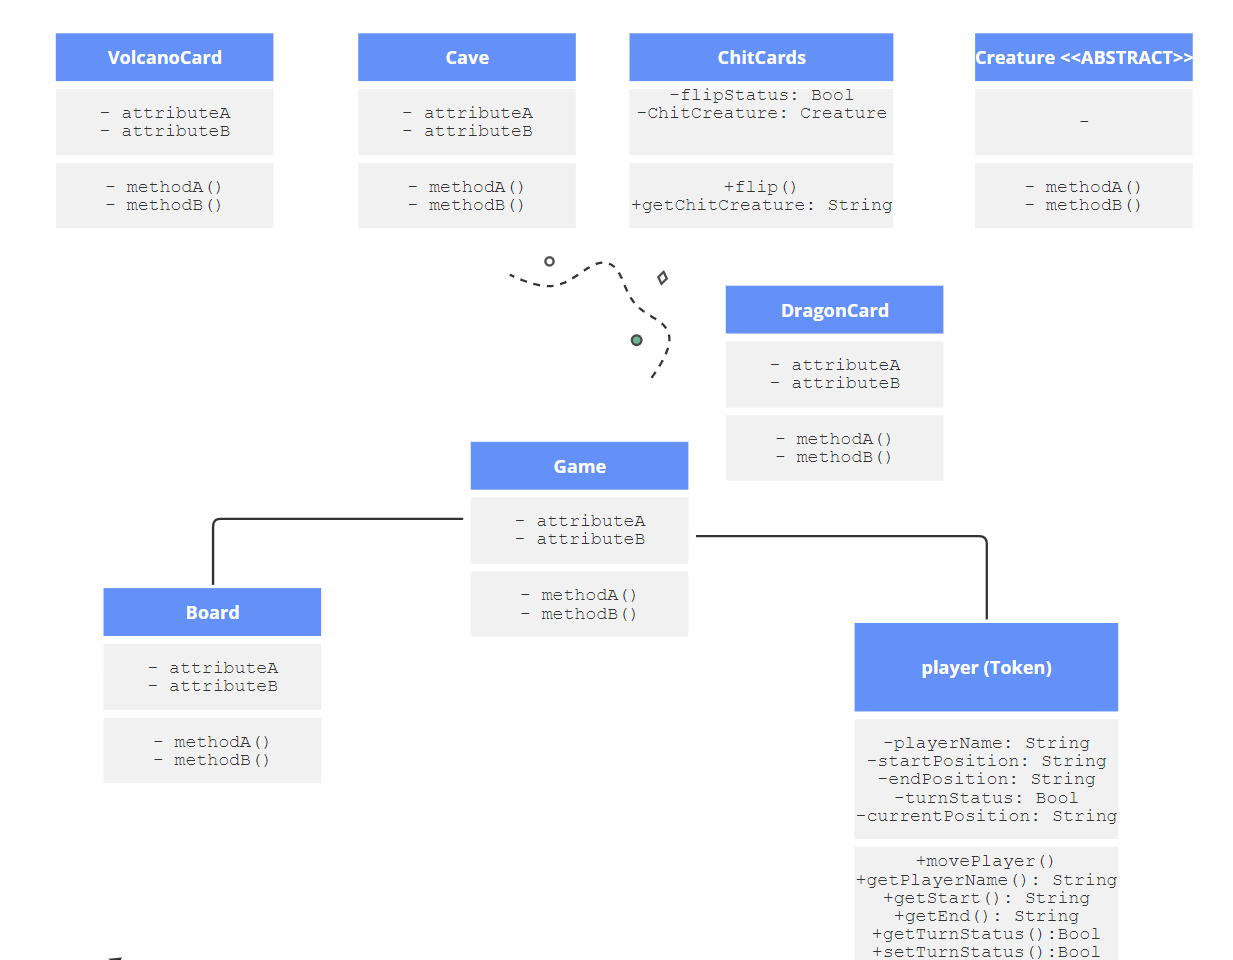 VolcanoCard
- attributeA
- attributeB
- methodA()
- methodB()
Cave
- attributeA
- attributeB
- methodA()
- methodB()
ChitCards
-flipStatus: Bool
-ChitCreature: Creature
+flip()
+getChitCreature: String
Creature <<ABSTRACT>>
-
- methodA()
- methodB()
DragonCard
- attributeA
- attributeB
- methodA()
- methodB()
Game
- attributeA
- attributeB
- methodA()
- methodB()
Board
- attributeA
- attributeB
- methodA()
- methodB()
player (Token)
-playerName: String
-startPosition: String
-endPosition: String
-turnStatus: Bool
-currentPosition: String
+movePlayer()
+getPlayerName(): String
+getStart(): String
+getEnd(): String
+getTurnStatus():Bool
+setTurnStatus():Bool